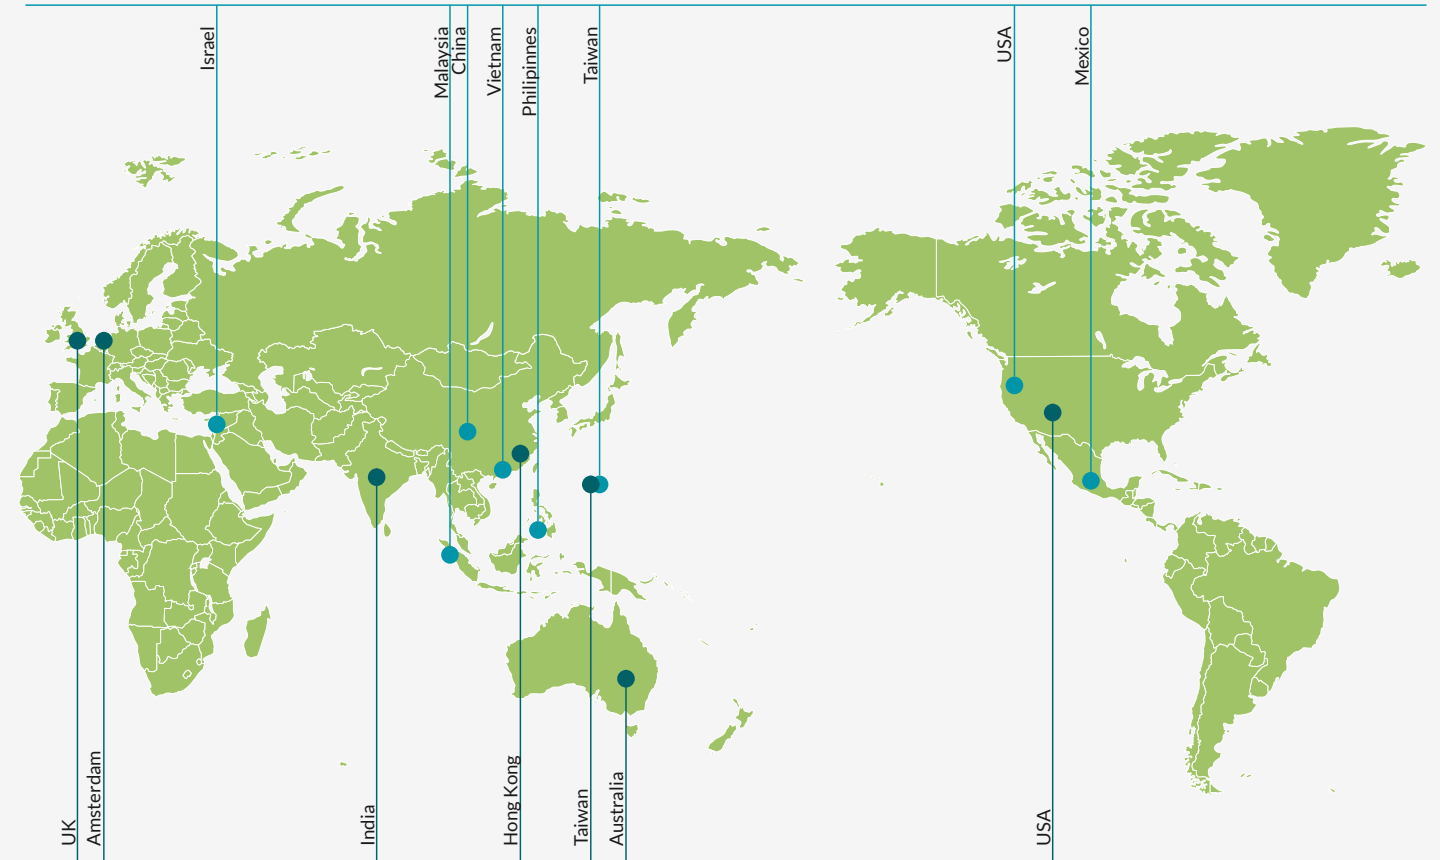 Israel
Malaysia
China
Vietnam
Philipinnes
Taiwan
USA
Mexico
UK
Amsterdam
India
Hong Kong
Taiwan
Australia
USA